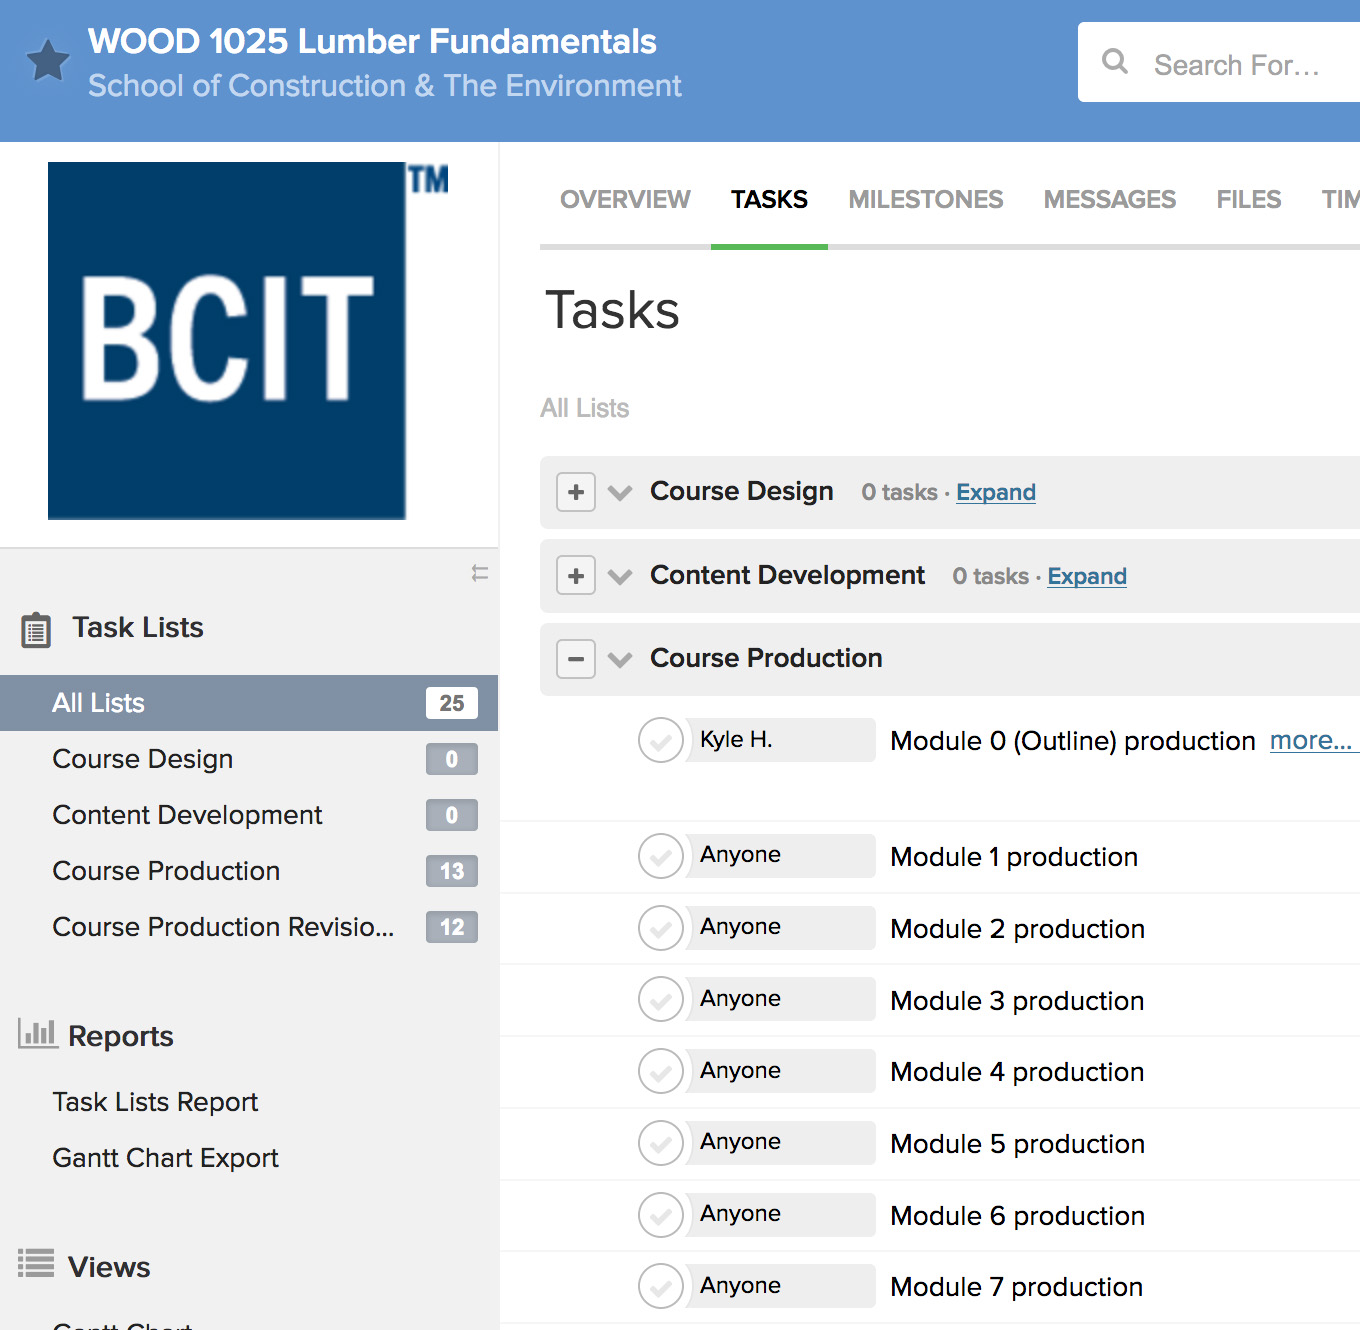 WOOD 1025 Lumber Fundamentals
School of Construction & The Environment
Search For...
TM
BCIT
OVERVIEW TASKS MILESTONES MESSAGES FILES TIM
Tasks
All Lists
Course Design 0 tasks · Expand
Content Development 0 tasks · Expand
Course Production
Kyle H. Module 0 (Outline) production more...
Anyone Module 1 production
Anyone Module 2 production
Anyone Module 3 production
Anyone Module 4 production
Anyone Module 5 production
Anyone Module 6 production
Anyone Module 7 production
Task Lists
All Lists 25
Course Design 0
Content Development 0
Course Production 13
Course Production Revisio... 12
Reports
Task Lists Report
Gantt Chart Export
Views
Gantt Chart